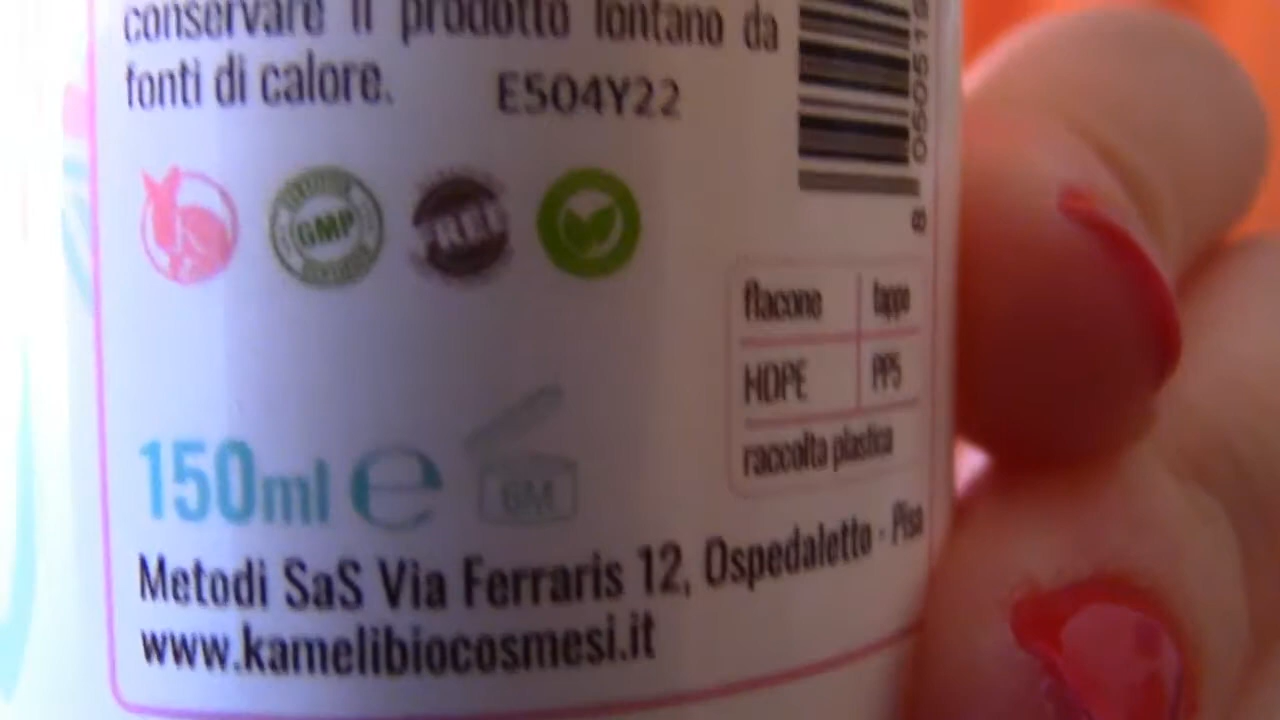 conservare il prodotto lontano da
fonti di calore. E504Y22
GMP
FREE
flacone tappo
HDPE PP5
raccolta plastica
150ml e 6M
Metodi SaS Via Ferraris 12, Ospedaletto - Pisa
www.kamelibiocosmesi.it